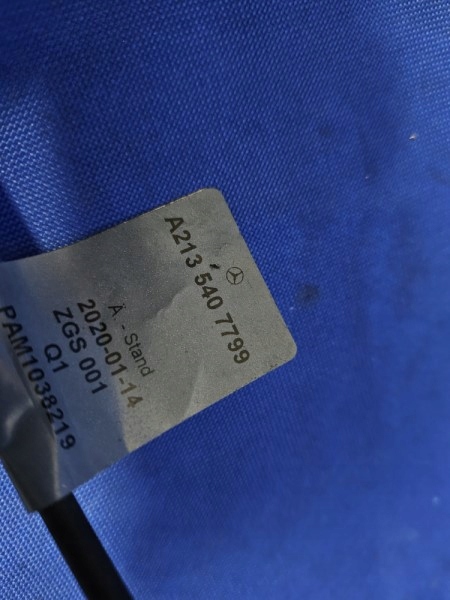 A213 540 7799
Ä. - Stand
2020-01-14
ZGS 001
Q1
PAM1038219